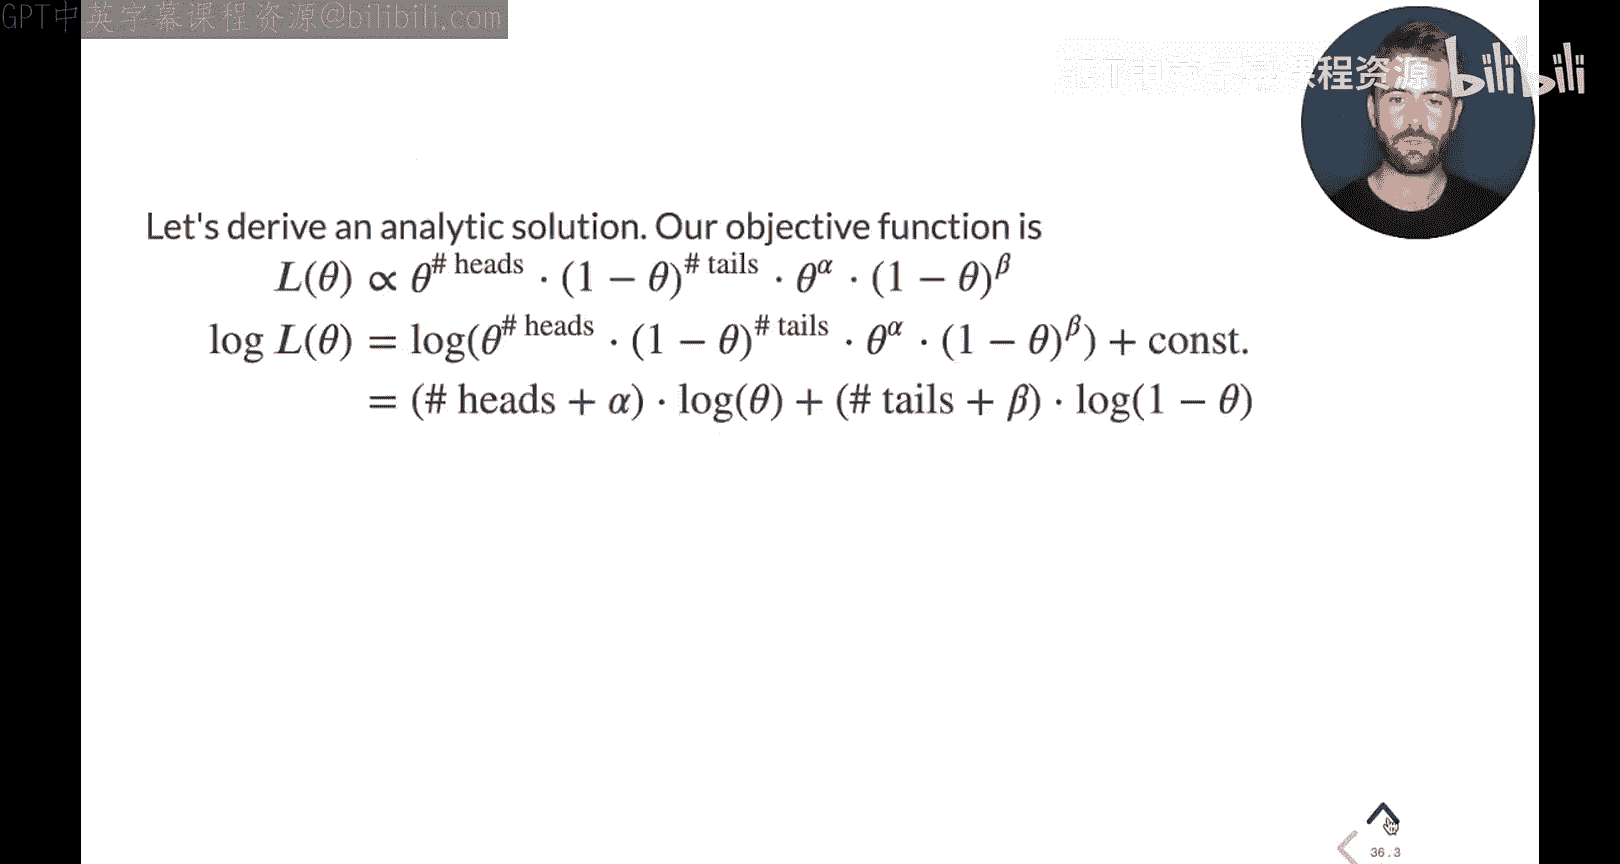 GPT中英字幕课程资源@bilibili.com
程资源 bilibili
Let's derive an analytic solution. Our objective function is
L(θ) ∝ θ^{# heads} · (1 − θ)^{# tails} · θ^α · (1 − θ)^β
log L(θ) = log(θ^{# heads} · (1 − θ)^{# tails} · θ^α · (1 − θ)^β) + const.
= (# heads + α) · log(θ) + (# tails + β) · log(1 − θ)
36.3